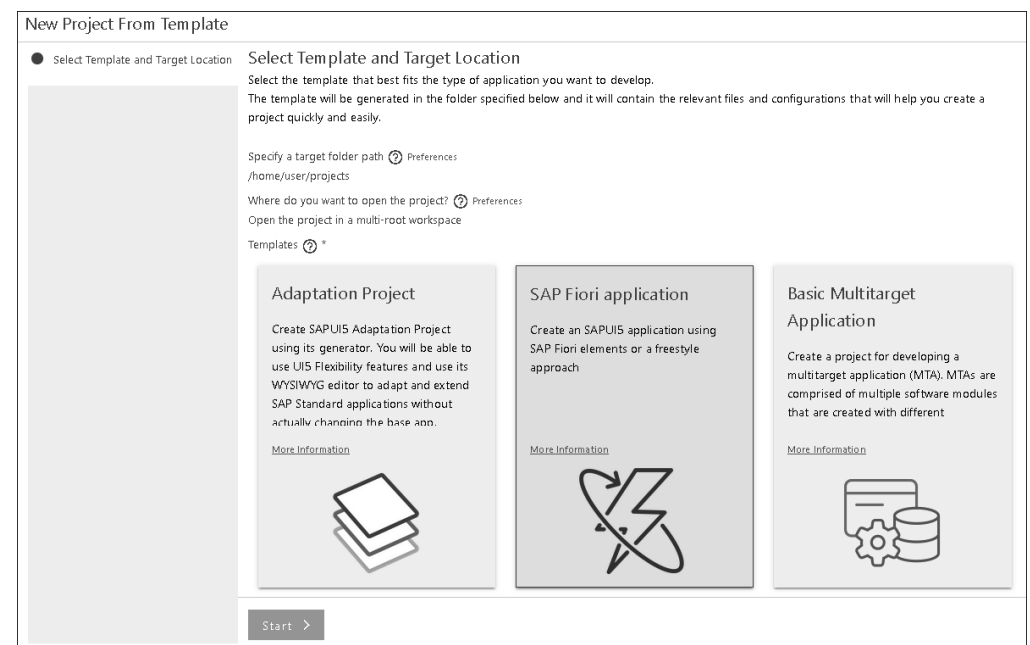 New Project From Template
Select Template and Target Location
Select Template and Target Location
Select the template that best fits the type of application you want to develop.
The template will be generated in the folder specified below and it will contain the relevant files and configurations that will help you create a
project quickly and easily.
Specify a target folder path ? Preferences
/home/user/projects
Where do you want to open the project? ? Preferences
Open the project in a multi-root workspace
Templates ? *
Adaptation Project
Create SAPUI5 Adaptation Project
using its generator. You will be able to
use UI5 Flexibility features and use its
WYSIWYG editor to adapt and extend
SAP Standard applications without
actually changing the base app.
More Information
SAP Fiori application
Create an SAPUI5 application using
SAP Fiori elements or a freestyle
approach
More Information
Basic Multitarget
Application
Create a project for developing a
multitarget application (MTA). MTAs are
comprised of multiple software modules
that are created with different
More Information
Start >